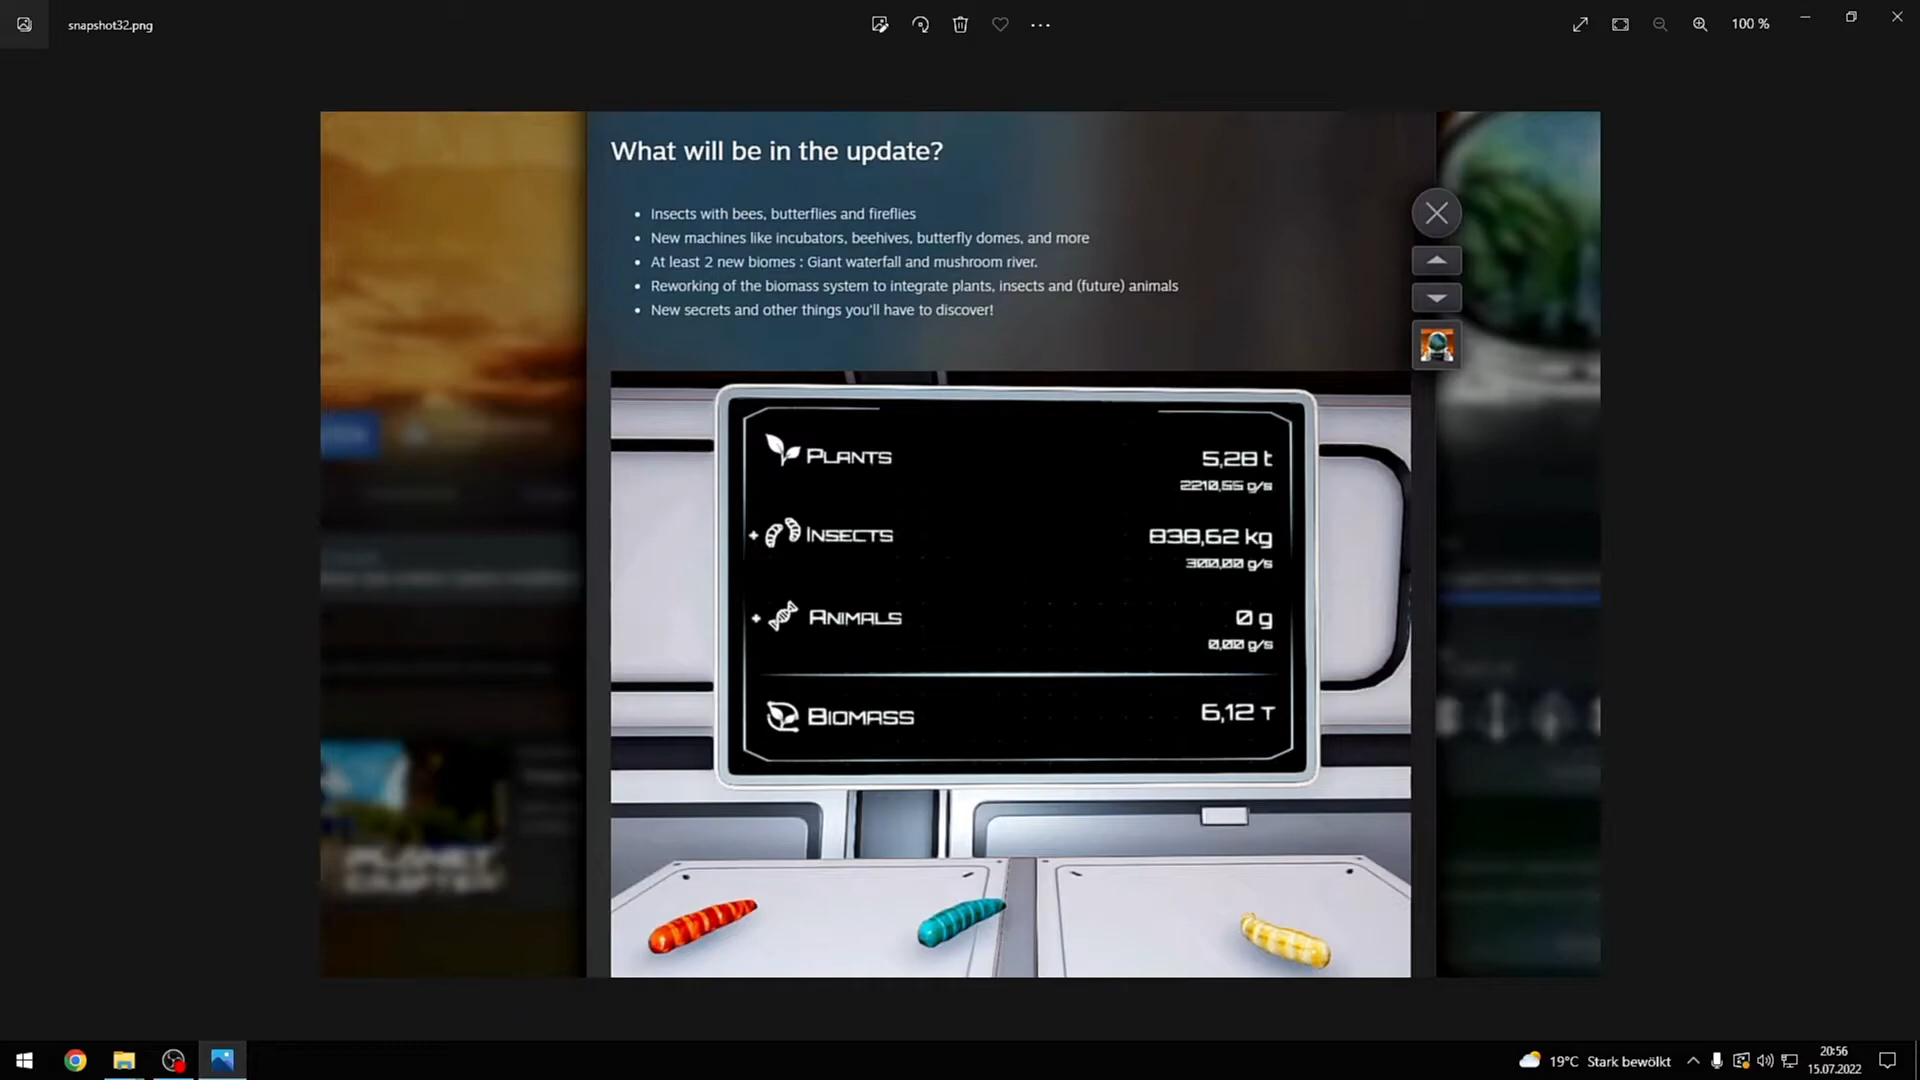 snapshot32.png
100 %
What will be in the update?
• Insects with bees, butterflies and fireflies
• New machines like incubators, beehives, butterfly domes, and more
• At least 2 new biomes : Giant waterfall and mushroom river.
• Reworking of the biomass system to integrate plants, insects and (future) animals
• New secrets and other things you'll have to discover!
PLANTS 5,28 t
2210,55 g/s
+ INSECTS 838,62 kg
300,00 g/s
+ ANIMALS 0 g
0,00 g/s
BIOMASS 6,12 T
PLANET
CRAFTER
19°C Stark bewölkt
20:56
15.07.2022